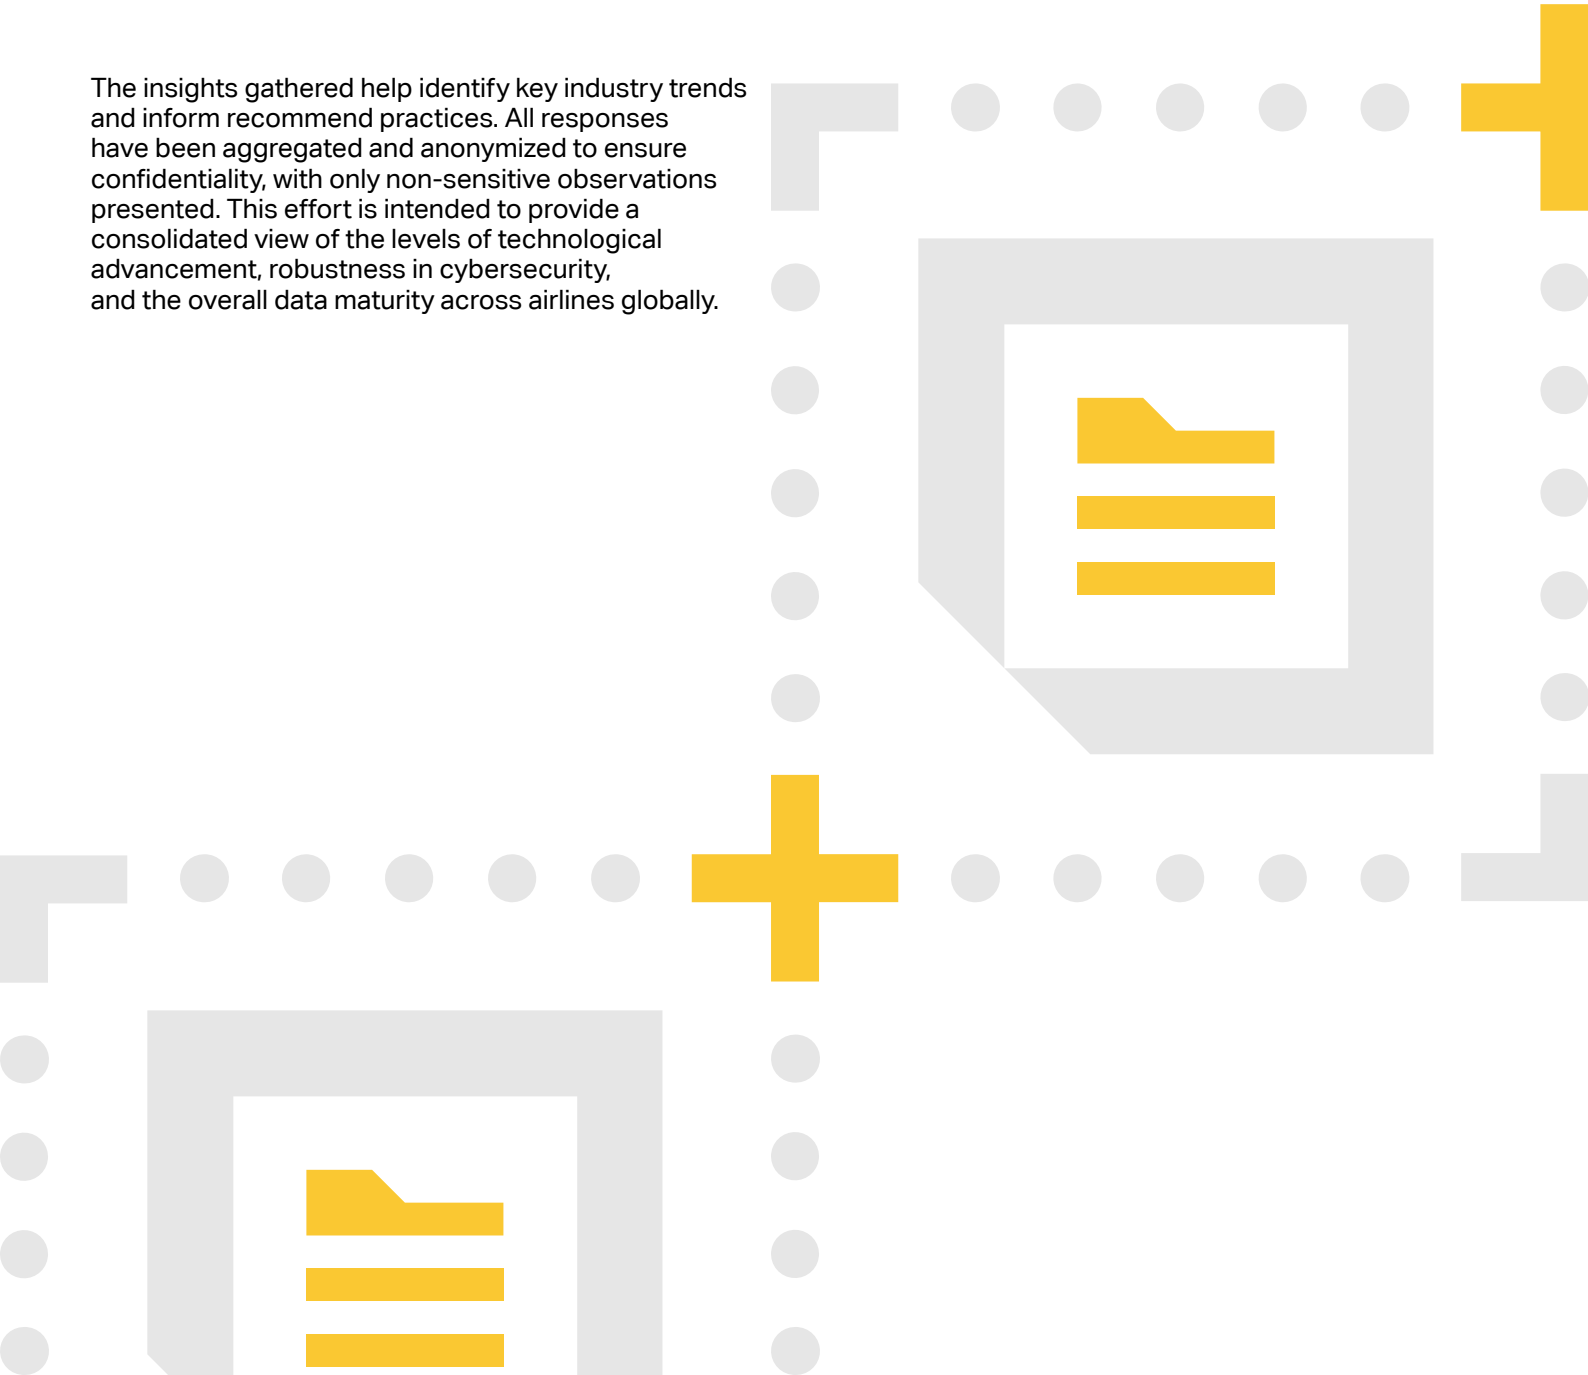 The insights gathered help identify key industry trends
and inform recommend practices. All responses
have been aggregated and anonymized to ensure
confidentiality, with only non-sensitive observations
presented. This effort is intended to provide a
consolidated view of the levels of technological
advancement, robustness in cybersecurity,
and the overall data maturity across airlines globally.